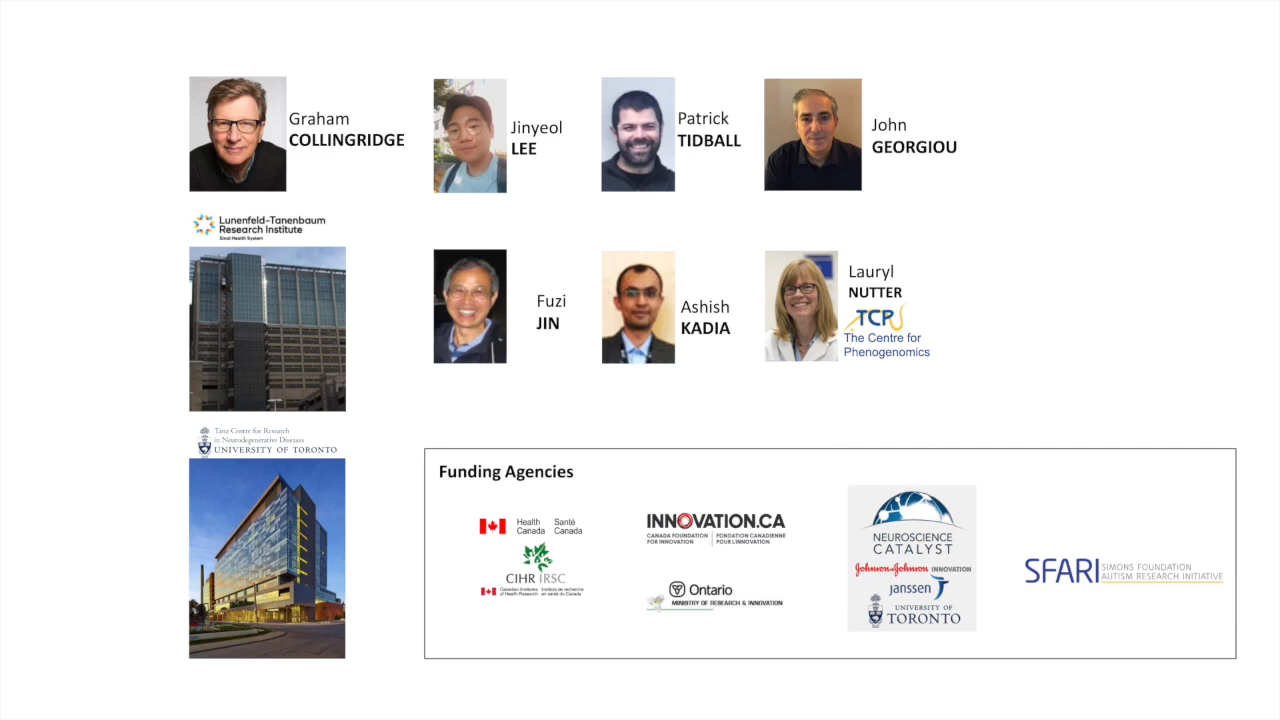 Graham
COLLINGRIDGE
Jinyeol
LEE
Patrick
TIDBALL
John
GEORGIOU
Lunenfeld-Tanenbaum
Research Institute
Sinai Health System
Fuzi
JIN
Ashish
KADIA
Lauryl
NUTTER
TCP
The Centre for
Phenogenomics
Tanz Centre for Research
in Neurodegenerative Diseases
UNIVERSITY OF TORONTO
Funding Agencies
Health Canada
Santé Canada
CIHR IRSC
Canadian Institutes of Health Research
Instituts de recherche en santé du Canada
INNOVATION.CA
CANADA FOUNDATION FOR INNOVATION
FONDATION CANADIENNE POUR L'INNOVATION
Ontario
MINISTRY OF RESEARCH & INNOVATION
NEUROSCIENCE
CATALYST
Johnson & Johnson INNOVATION
janssen
UNIVERSITY OF
TORONTO
SFARI
SIMONS FOUNDATION
AUTISM RESEARCH INITIATIVE